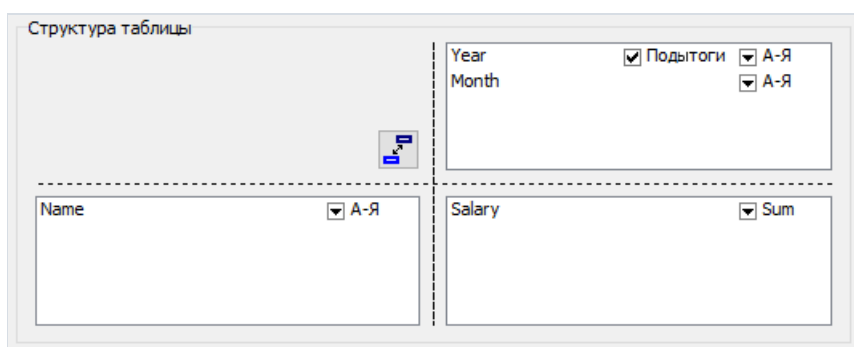 Структура таблицы
Year Подытоги А-Я
Month А-Я
Name А-Я
Salary Sum